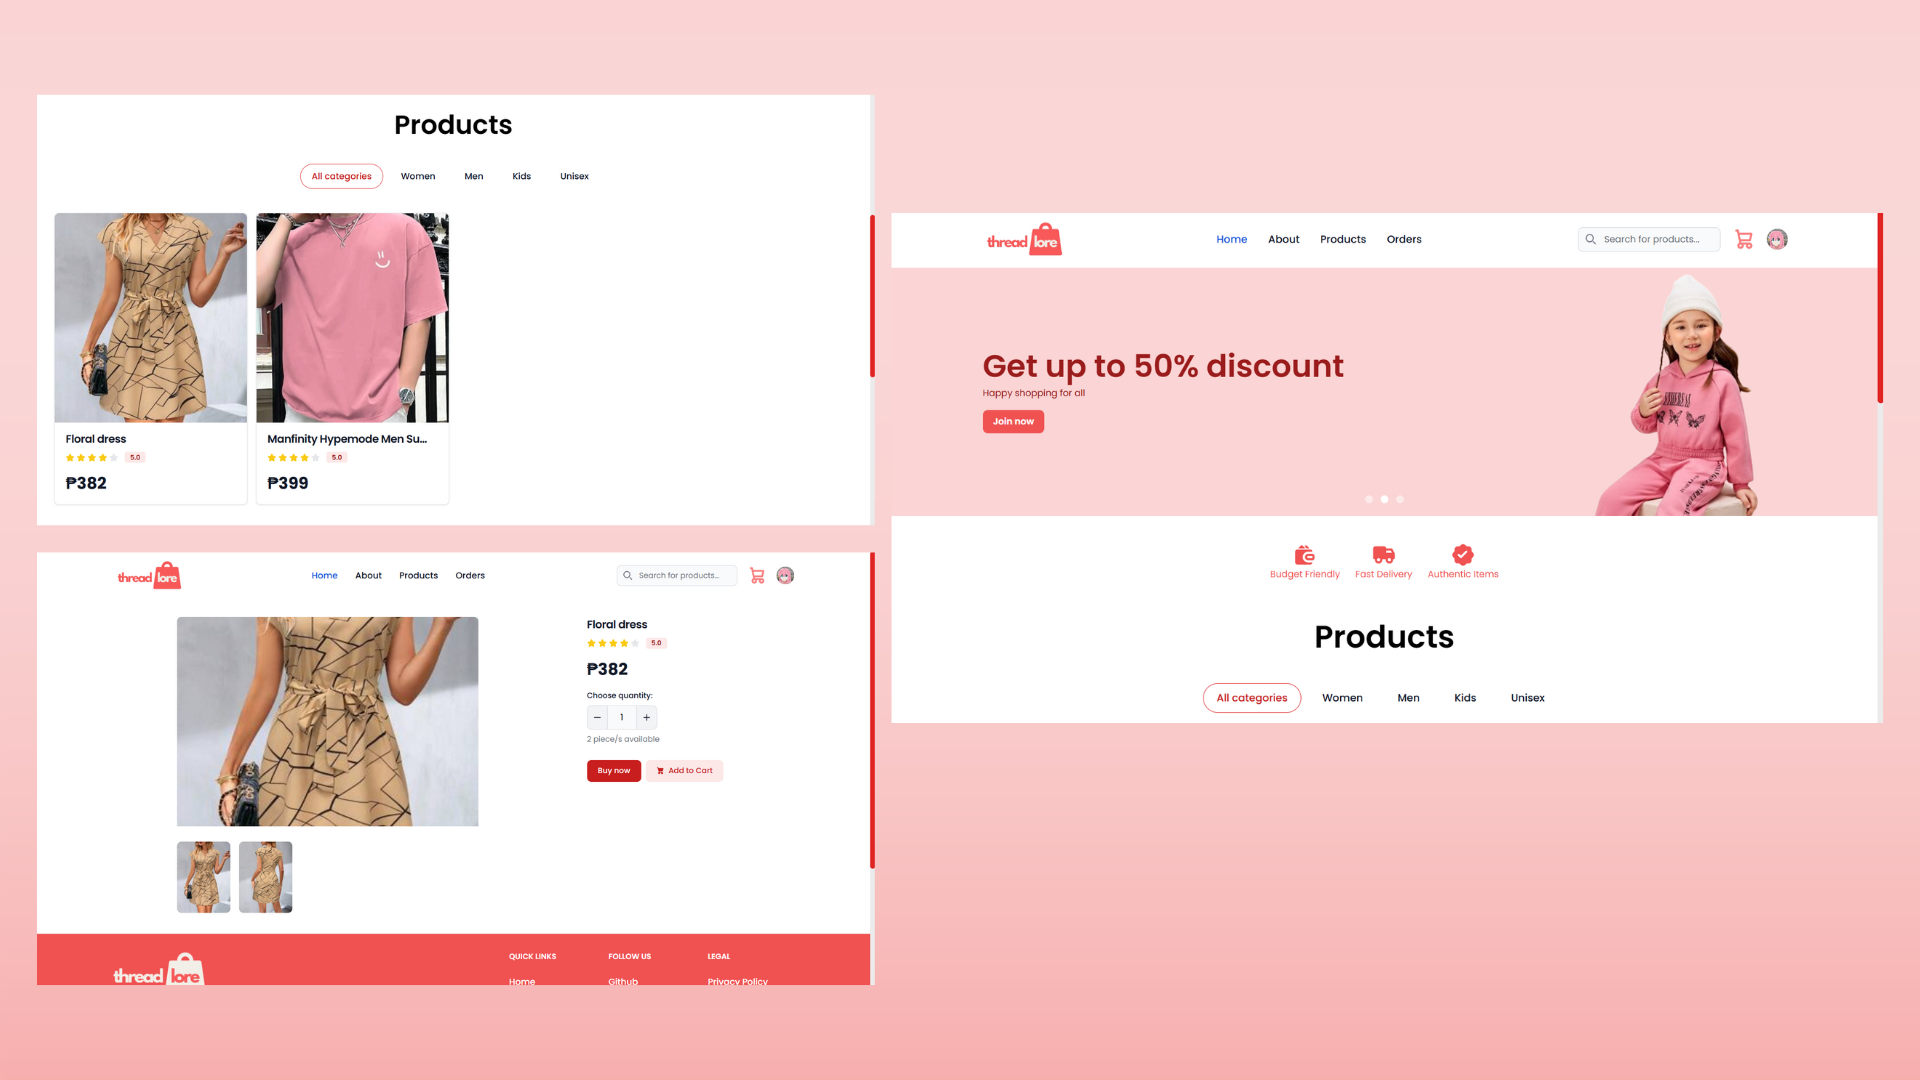 Products
All categories Women Men Kids Unisex
Floral dress
5.0
₱382
Manfinity Hypemode Men Su...
5.0
₱399
thread lore
Home About Products Orders
Search for products...
Floral dress
5.0
₱382
Choose quantity:
1
2 piece/s available
Buy now Add to Cart
thread lore
QUICK LINKS FOLLOW US LEGAL
Home Github Privacy Policy
thread lore
Home About Products Orders
Search for products...
Get up to 50% discount
Happy shopping for all
Join now
Budget Friendly Fast Delivery Authentic Items
Products
All categories Women Men Kids Unisex